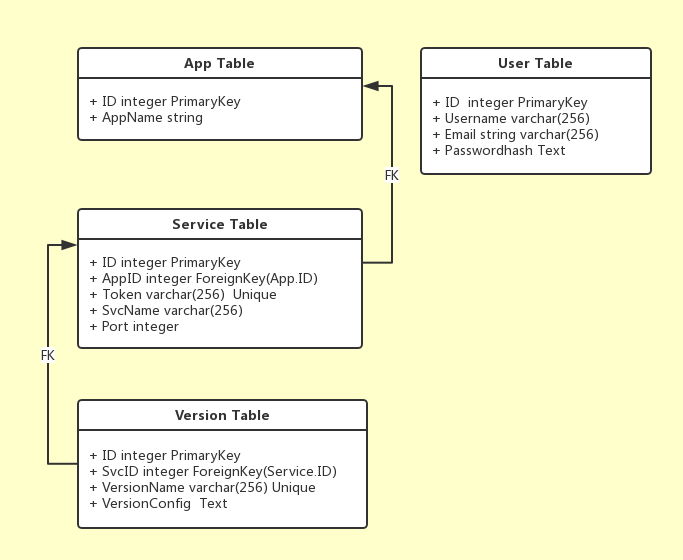 App Table
+ ID integer PrimaryKey
+ AppName string
User Table
+ ID  integer PrimaryKey
+ Username varchar(256)
+ Email string varchar(256)
+ Passwordhash Text
FK
Service Table
+ ID integer PrimaryKey
+ AppID integer ForeignKey(App.ID)
+ Token varchar(256)  Unique
+ SvcName varchar(256)
+ Port integer
FK
Version Table
+ ID integer PrimaryKey
+ SvcID integer ForeignKey(Service.ID)
+ VersionName varchar(256) Unique
+ VersionConfig  Text